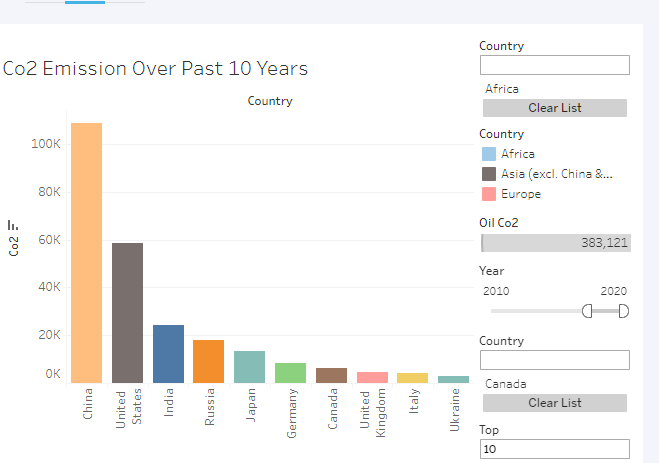 Co2 Emission Over Past 10 Years
Country
Co2
100K
80K
60K
40K
20K
0K
China
United
States
India
Russia
Japan
Germany
Canada
United
Kingdom
Italy
Ukraine
Country
Africa
Clear List
Country
Africa
Asia (excl. China &...
Europe
Oil Co2
383,121
Year
2010 2020
Country
Canada
Clear List
Top
10